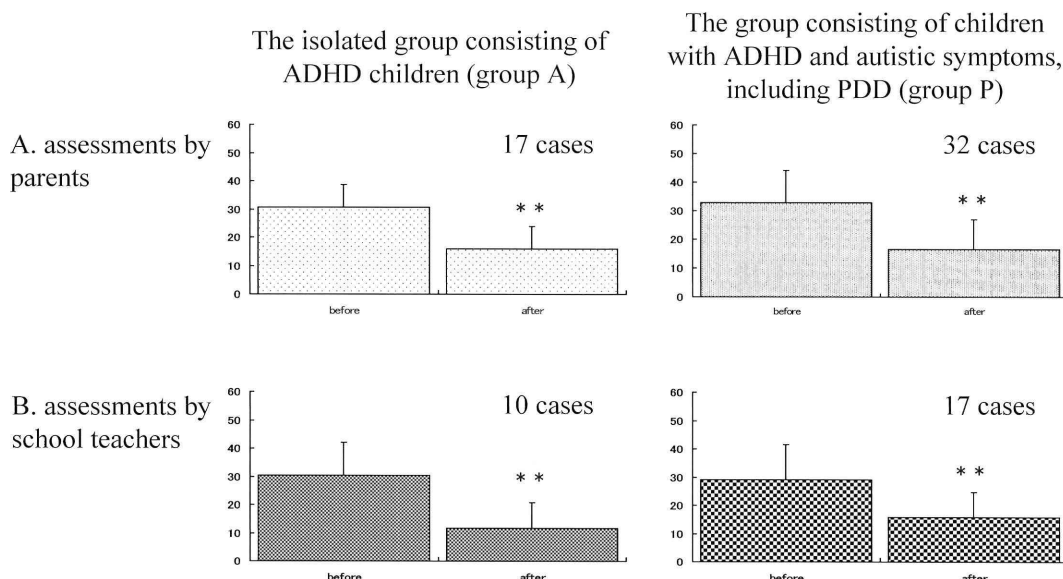 The isolated group consisting of
ADHD children (group A)
The group consisting of children
with ADHD and autistic symptoms,
including PDD (group P)
A. assessments by
parents
60
50
40
30
20
10
0
17 cases
* *
before
after
60
50
40
30
20
10
0
32 cases
* *
before
after
B. assessments by
school teachers
60
50
40
30
20
10
0
10 cases
* *
before
after
60
50
40
30
20
10
0
17 cases
* *
before
after